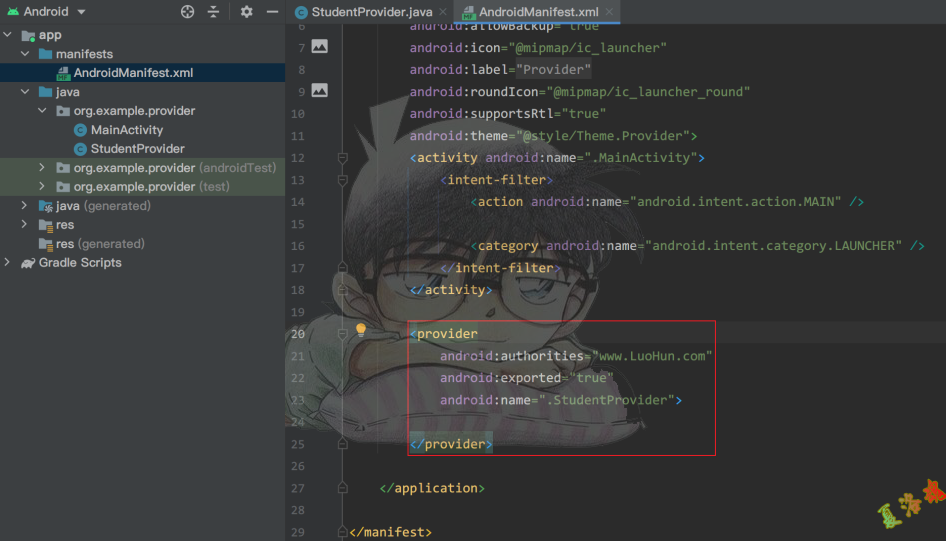 Android
app
manifests
AndroidManifest.xml
java
org.example.provider
MainActivity
StudentProvider
org.example.provider (androidTest)
org.example.provider (test)
java (generated)
res
res (generated)
Gradle Scripts
StudentProvider.java
AndroidManifest.xml
6 android:allowBackup="true"
7 android:icon="@mipmap/ic_launcher"
8 android:label="Provider"
9 android:roundIcon="@mipmap/ic_launcher_round"
10 android:supportsRtl="true"
11 android:theme="@style/Theme.Provider">
12 <activity android:name=".MainActivity">
13 <intent-filter>
14 <action android:name="android.intent.action.MAIN" />
15
16 <category android:name="android.intent.category.LAUNCHER" />
17 </intent-filter>
18 </activity>
19
20 <provider
21 android:authorities="www.LuoHun.com"
22 android:exported="true"
23 android:name=".StudentProvider">
24
25 </provider>
26
27 </application>
28
29 </manifest>